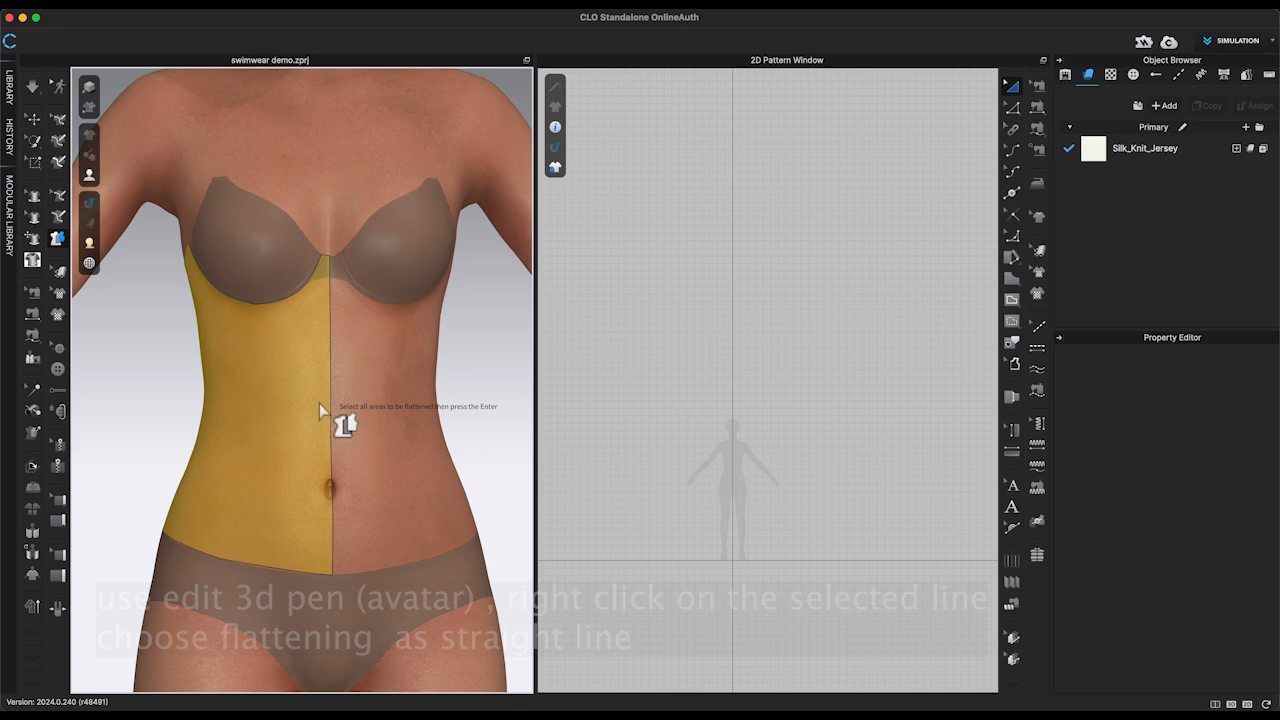 CLO Standalone OnlineAuth
SIMULATION
swimwear demo.zprj
2D Pattern Window
Object Browser
LIBRARY
HISTORY
MODULAR LIBRARY
Add
Copy
Assign
Primary
Silk_Knit_Jersey
Property Editor
Select all areas to be flattened then press the Enter
A
A
use edit 3d pen (avatar) , right click on the selected line
choose flattening as straight line
Version: 2024.0.240 (r48491)
3D
2D